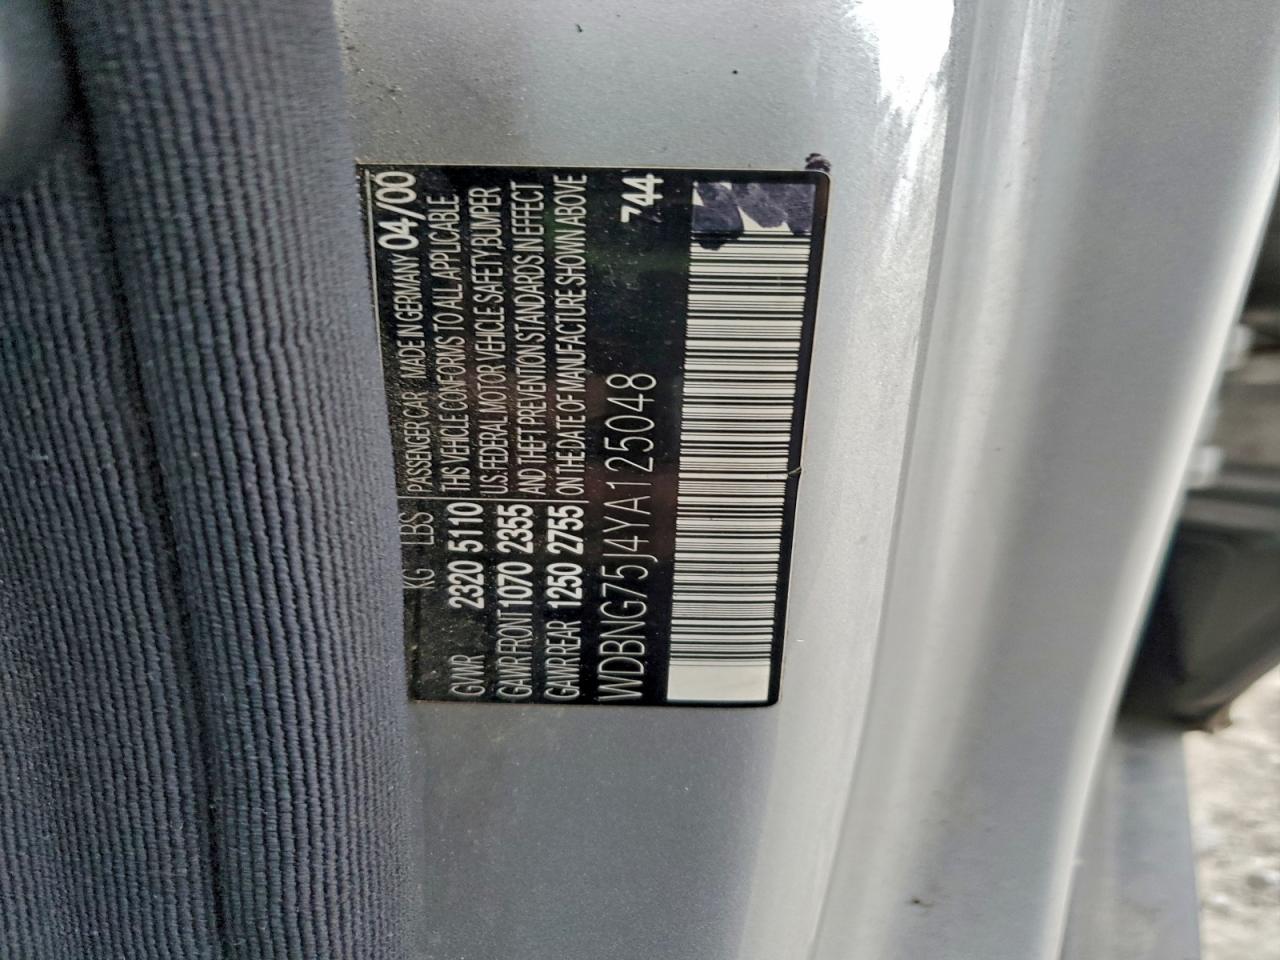 KG LBS
GVWR 2320 5110
GAWR FRONT 1070 2355
GAWR REAR 1250 2755
PASSENGER CAR MADE IN GERMANY 04/00
THIS VEHICLE CONFORMS TO ALL APPLICABLE
U.S. FEDERAL MOTOR VEHICLE SAFETY, BUMPER
AND THEFT PREVENTION STANDARDS IN EFFECT
ON THE DATE OF MANUFACTURE SHOWN ABOVE
WDBNG75J4YA125048
744